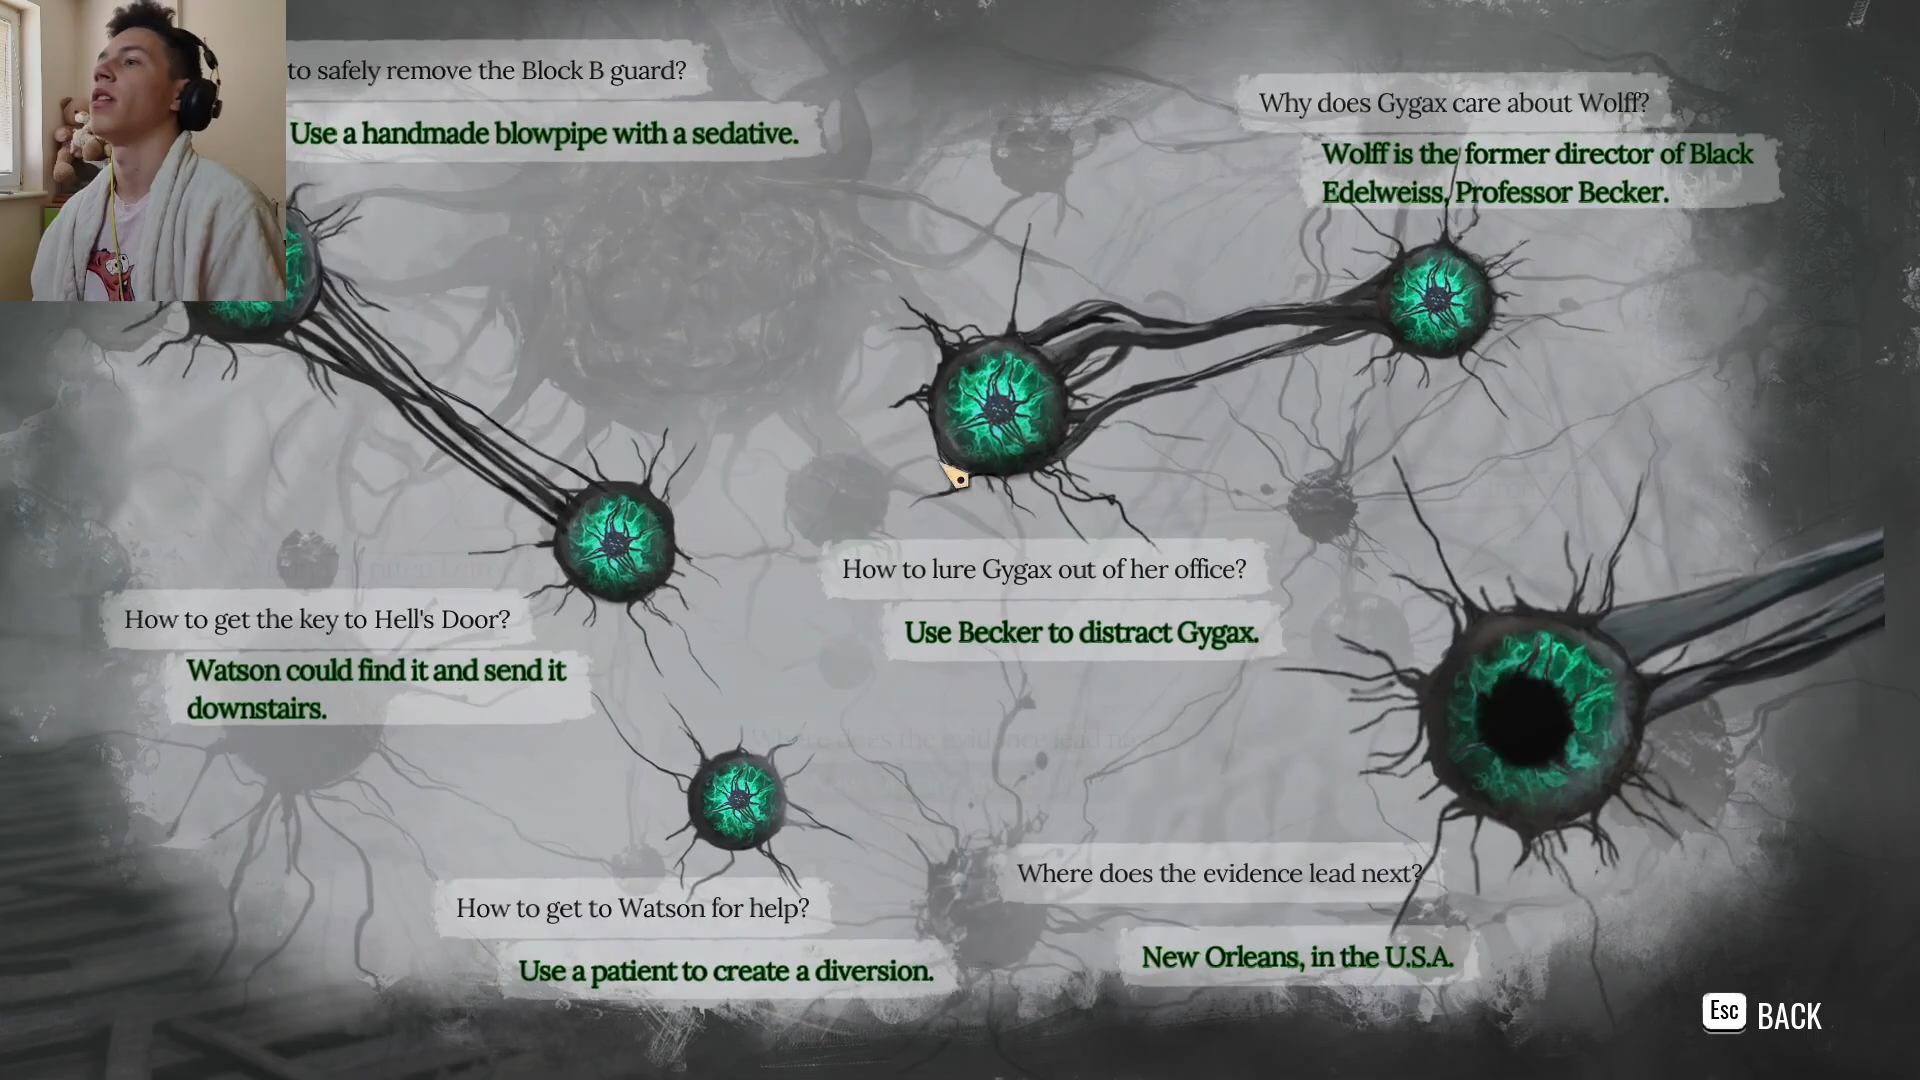 to safely remove the Block B guard?
Use a handmade blowpipe with a sedative.
Why does Gygax care about Wolff?
Wolff is the former director of Black
Edelweiss, Professor Becker.
How to lure Gygax out of her office?
Use Becker to distract Gygax.
How to get the key to Hell's Door?
Watson could find it and send it
downstairs.
How to get to Watson for help?
Use a patient to create a diversion.
Where does the evidence lead next?
New Orleans, in the U.S.A.
Esc BACK